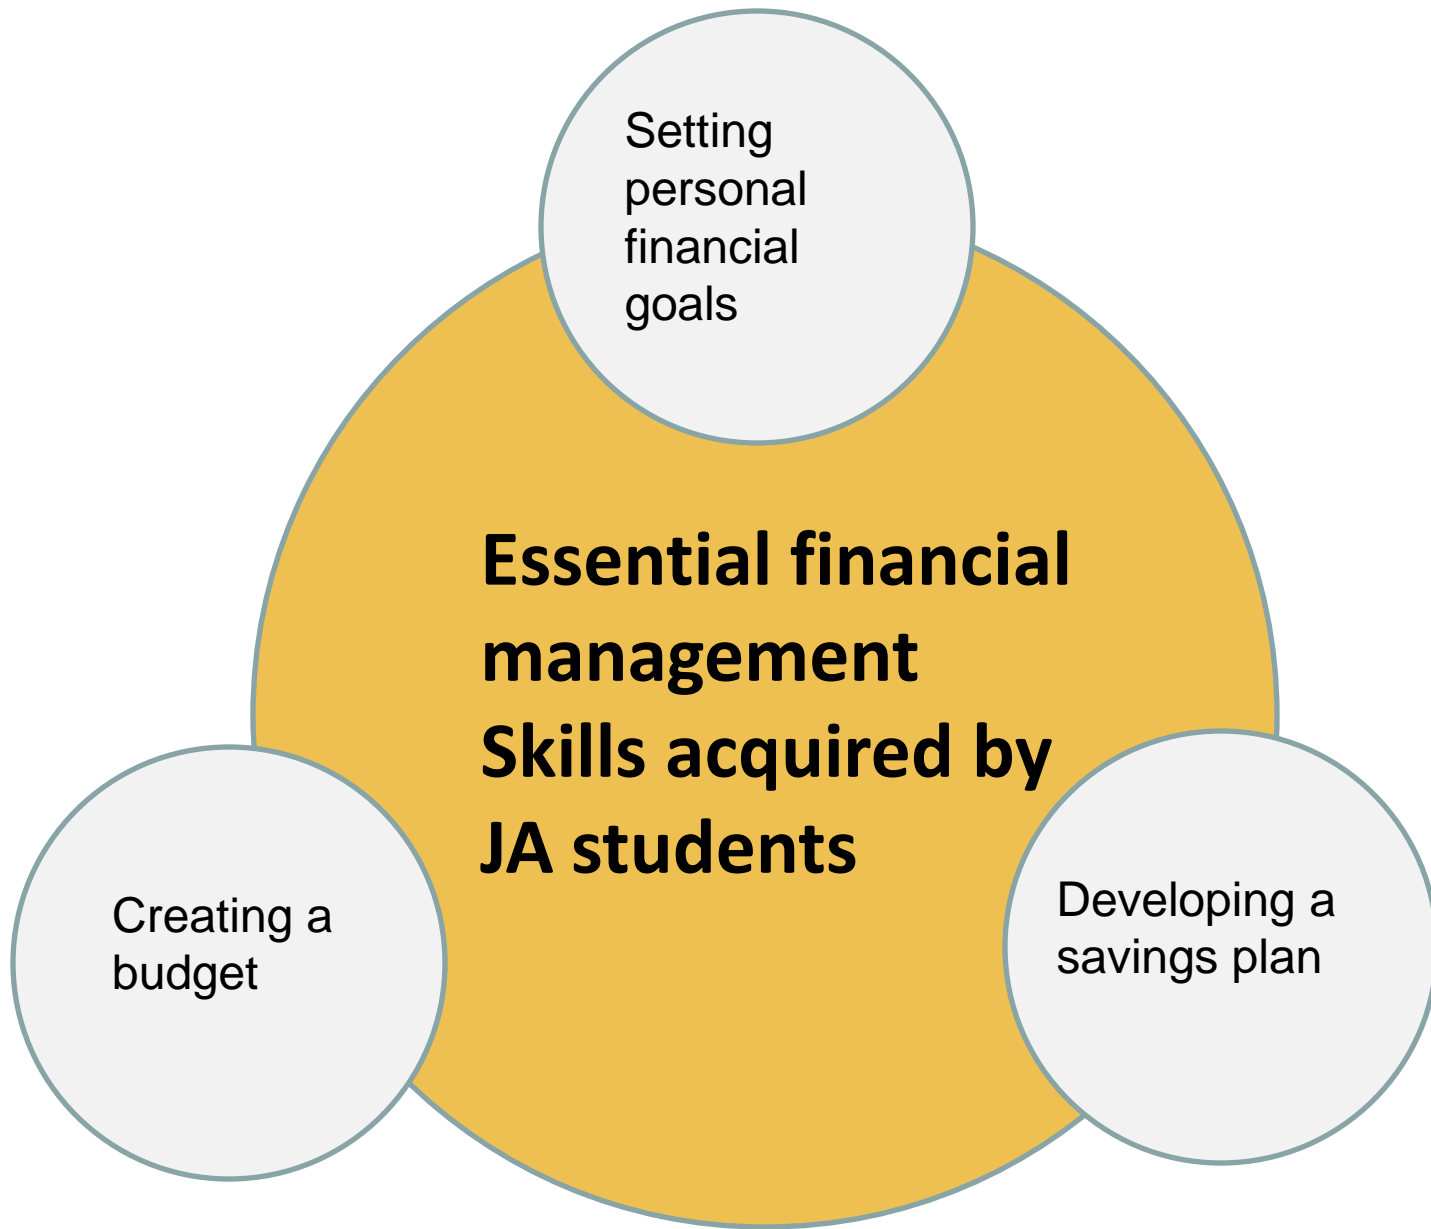 Setting
personal
financial
goals
Essential financial
management
Skills acquired by
JA students
Creating a
budget
Developing a
savings plan